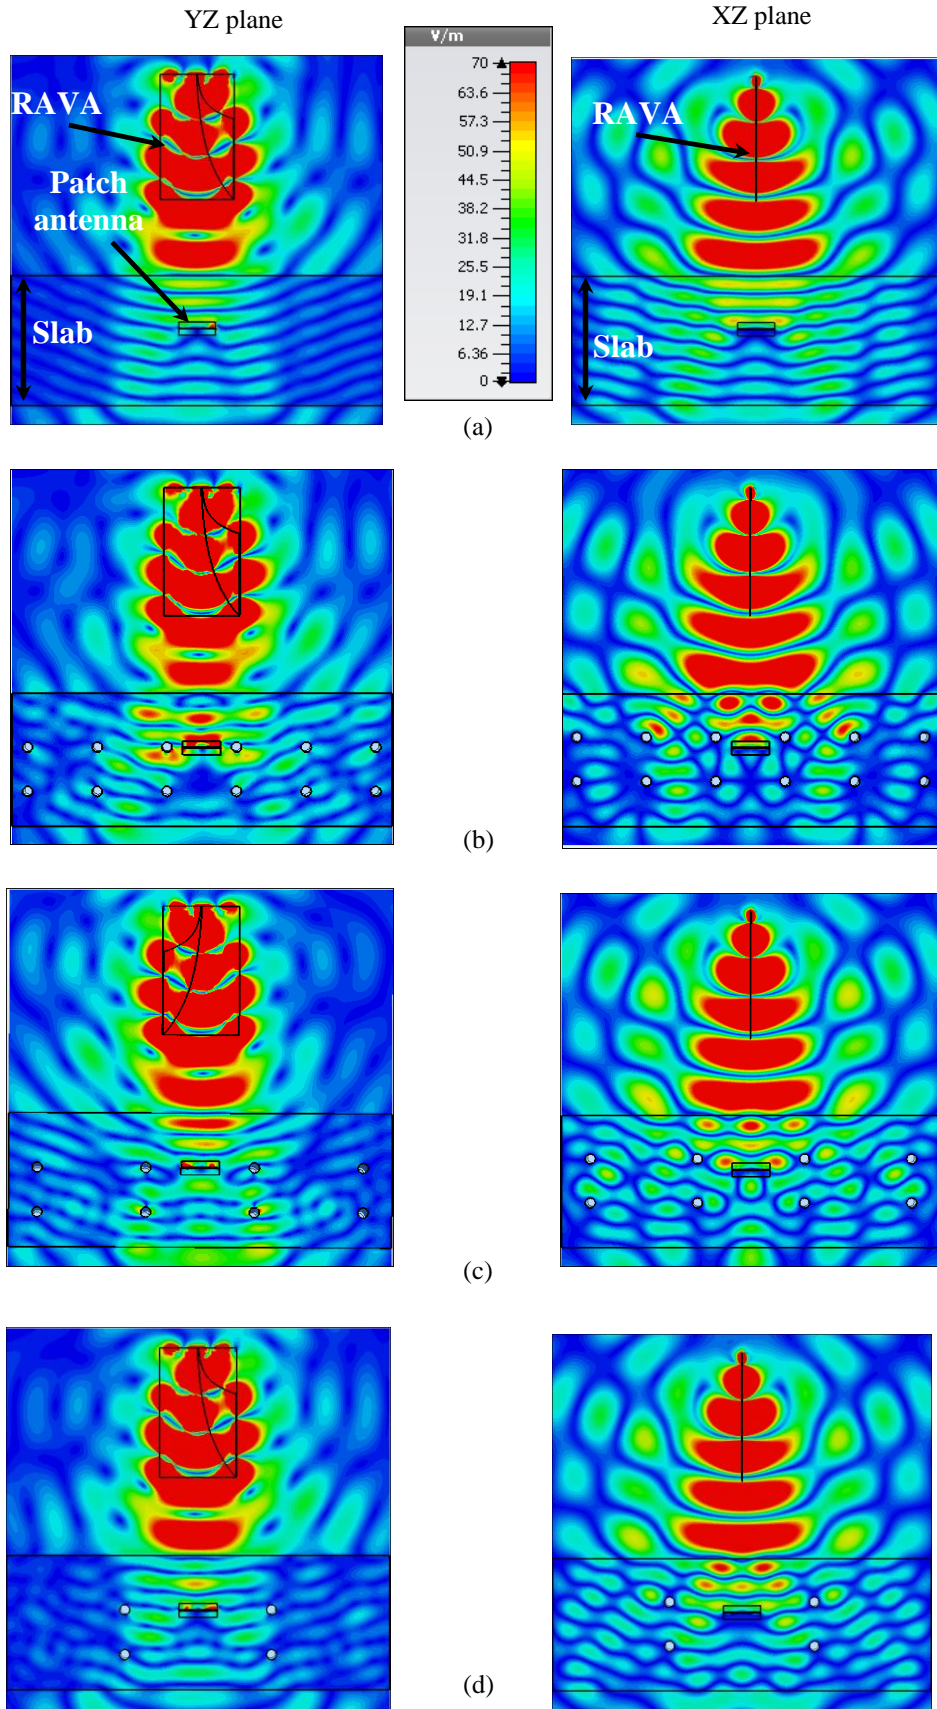 YZ plane
XZ plane
V/m
70
63.6
57.3
50.9
44.5
38.2
31.8
25.5
19.1
12.7
6.36
0
RAVA
Patch
antenna
Slab
RAVA
Slab
(a)
(b)
(c)
(d)